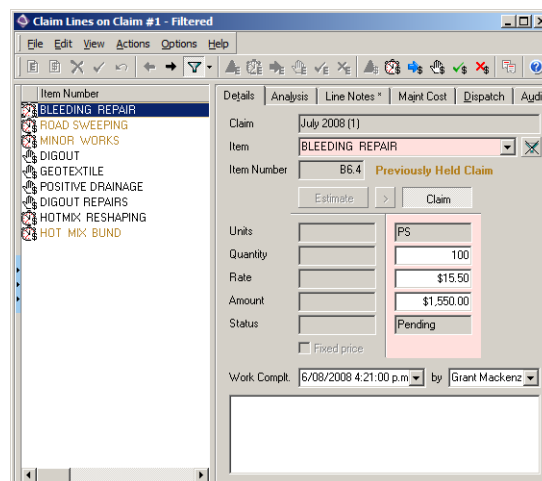 Claim Lines on Claim #1 - Filtered
File Edit View Actions Options Help
Item Number
BLEEDING REPAIR
ROAD SWEEPING
MINOR WORKS
DIGOUT
GEOTEXTILE
POSITIVE DRAINAGE
DIGOUT REPAIRS
HOTMIX RESHAPING
HOT MIX BUND
Details Analysis Line Notes * Maint Cost Dispatch Audi
Claim July 2008 (1)
Item BLEEDING REPAIR
Item Number B6.4 Previously Held Claim
Estimate > Claim
Units PS
Quantity 100
Rate $15.50
Amount $1,550.00
Status Pending
Fixed price
Work Complt. 6/08/2008 4:21:00 p.m by Grant Mackenz